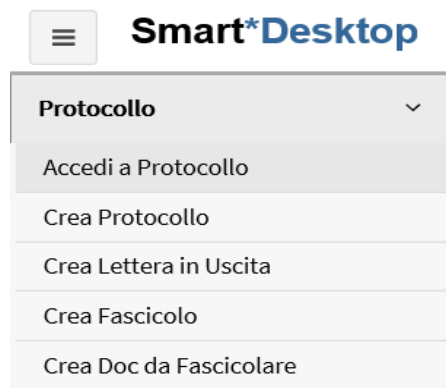 Smart*Desktop
Protocollo
Accedi a Protocollo
Crea Protocollo
Crea Lettera in Uscita
Crea Fascicolo
Crea Doc da Fascicolare